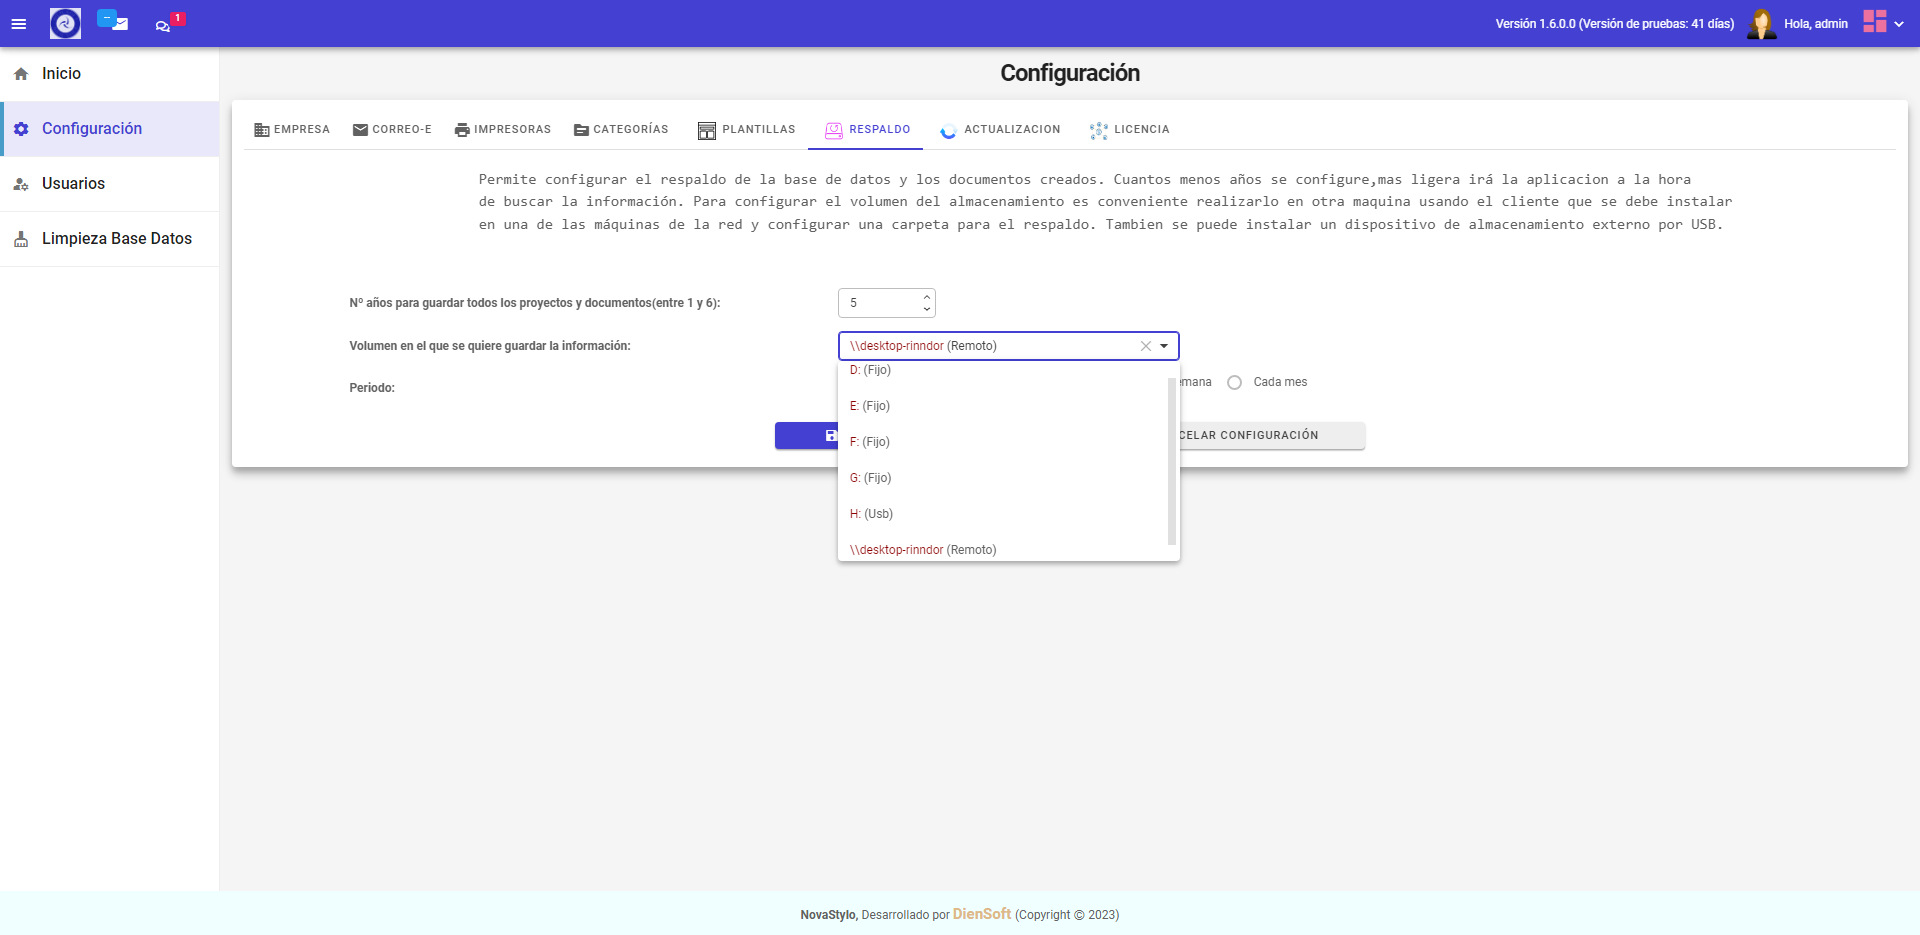 --
1
Versión 1.6.0.0 (Versión de pruebas: 41 días)
Hola, admin
Inicio
Configuración
Usuarios
Limpieza Base Datos
Configuración
EMPRESA
CORREO-E
IMPRESORAS
CATEGORÍAS
PLANTILLAS
RESPALDO
ACTUALIZACION
LICENCIA
Permite configurar el respaldo de la base de datos y los documentos creados. Cuantos menos años se configure,mas ligera irá la aplicacion a la hora
de buscar la información. Para configurar el volumen del almacenamiento es conveniente realizarlo en otra maquina usando el cliente que se debe instalar
en una de las máquinas de la red y configurar una carpeta para el respaldo. Tambien se puede instalar un dispositivo de almacenamiento externo por USB.
Nº años para guardar todos los proyectos y documentos(entre 1 y 6):
5
Volumen en el que se quiere guardar la información:
\\desktop-rinndor (Remoto)
D: (Fijo)
E: (Fijo)
F: (Fijo)
G: (Fijo)
H: (Usb)
\\desktop-rinndor (Remoto)
Periodo:
emana
Cada mes
CELAR CONFIGURACIÓN
NovaStylo, Desarrollado por DienSoft (Copyright © 2023)